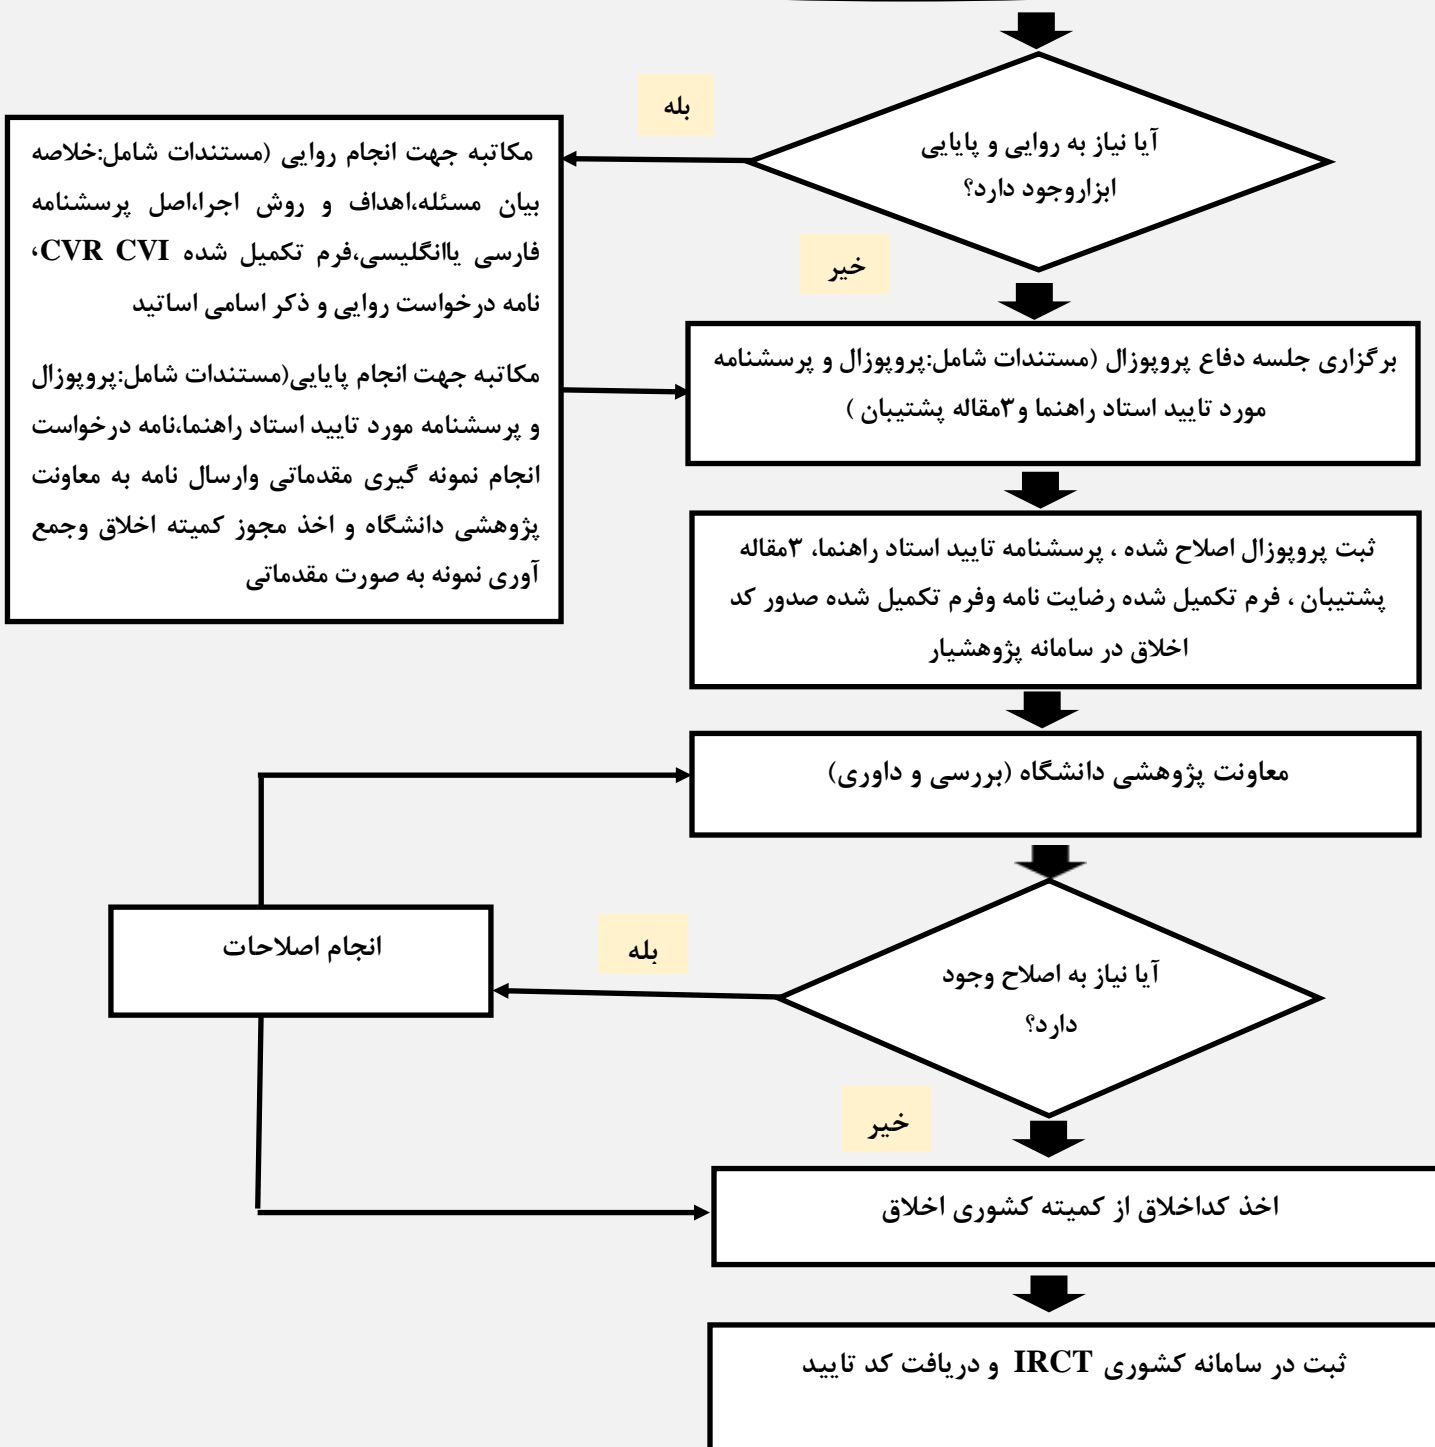 آیا نیاز به روایی و پایایی
ابزاروجود دارد؟
بله
مکاتبه جهت انجام روایی (مستندات شامل:خلاصه
بیان مسئله،اهداف و روش اجرا،اصل پرسشنامه
فارسی یاانگلیسی،فرم تکمیل شده CVR CVI،
نامه درخواست روایی و ذکر اسامی اساتید
مکاتبه جهت انجام پایایی(مستندات شامل:پروپوزال
و پرسشنامه مورد تایید استاد راهنما،نامه درخواست
انجام نمونه گیری مقدماتی وارسال نامه به معاونت
پژوهشی دانشگاه و اخذ مجوز کمیته اخلاق وجمع
آوری نمونه به صورت مقدماتی
خیر
برگزاری جلسه دفاع پروپوزال (مستندات شامل:پروپوزال و پرسشنامه
مورد تایید استاد راهنما و۳مقاله پشتیبان )
ثبت پروپوزال اصلاح شده ، پرسشنامه تایید استاد راهنما، ۳مقاله
پشتیبان ، فرم تکمیل شده رضایت نامه وفرم تکمیل شده صدور کد
اخلاق در سامانه پژوهشیار
معاونت پژوهشی دانشگاه (بررسی و داوری)
آیا نیاز به اصلاح وجود
دارد؟
بله
انجام اصلاحات
خیر
اخذ کداخلاق از کمیته کشوری اخلاق
ثبت در سامانه کشوری IRCT و دریافت کد تایید